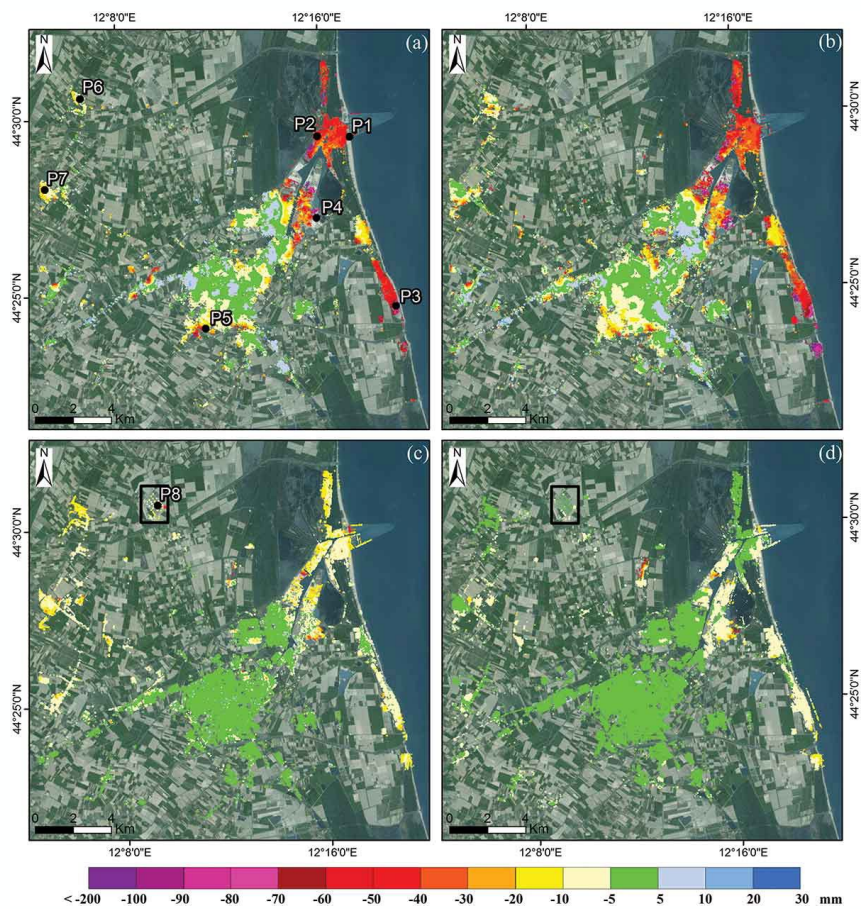 12°8'0"E 12°16'0"E 12°8'0"E 12°16'0"E
N (a) N (b)
P6
44°30'0"N P2 P1 44°30'0"N
P7
P4
44°25'0"N P3 44°25'0"N
P5
0 2 4 Km 0 2 4 Km
N (c) N (d)
P8
44°30'0"N 44°30'0"N
44°25'0"N 44°25'0"N
0 2 4 Km 0 2 4 Km
12°8'0"E 12°16'0"E 12°8'0"E 12°16'0"E
< -200 -100 -90 -80 -70 -60 -50 -40 -30 -20 -10 -5 5 10 20 30 mm